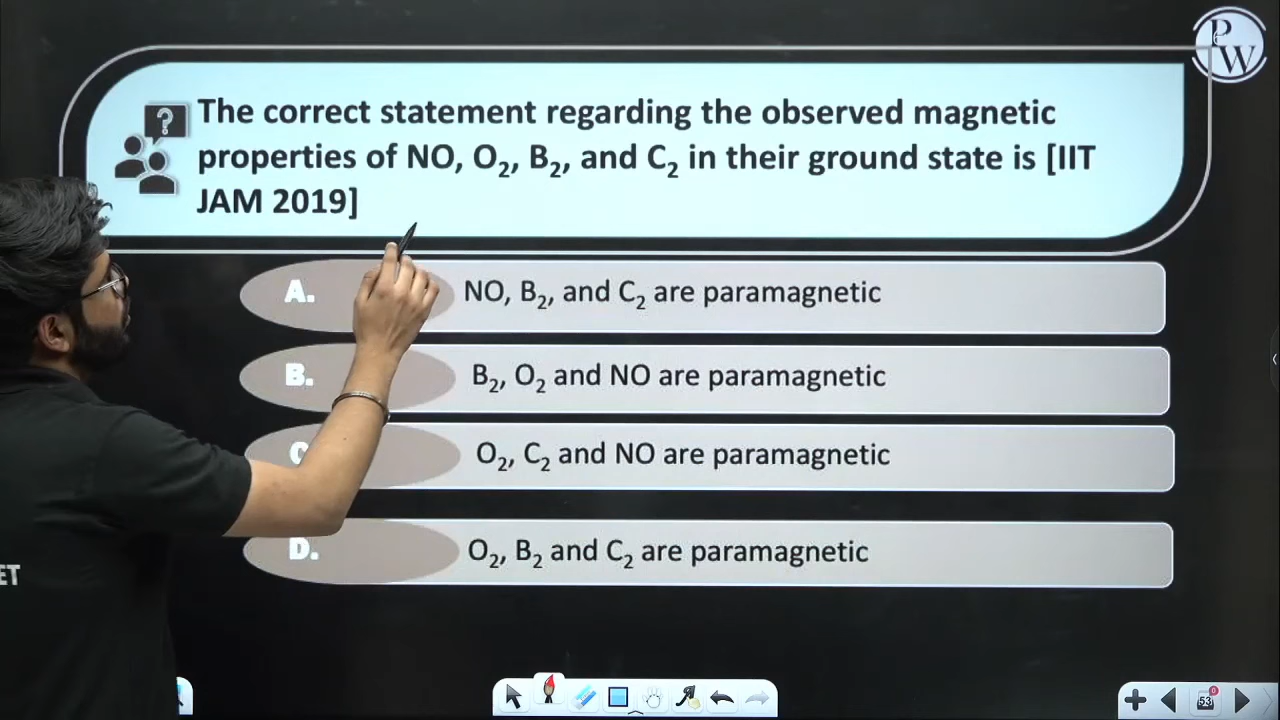 P
W
?
The correct statement regarding the observed magnetic
properties of NO, O₂, B₂, and C₂ in their ground state is [IIT
JAM 2019]
A. NO, B₂, and C₂ are paramagnetic
B. B₂, O₂ and NO are paramagnetic
O₂, C₂ and NO are paramagnetic
D. O₂, B₂ and C₂ are paramagnetic
ET
53